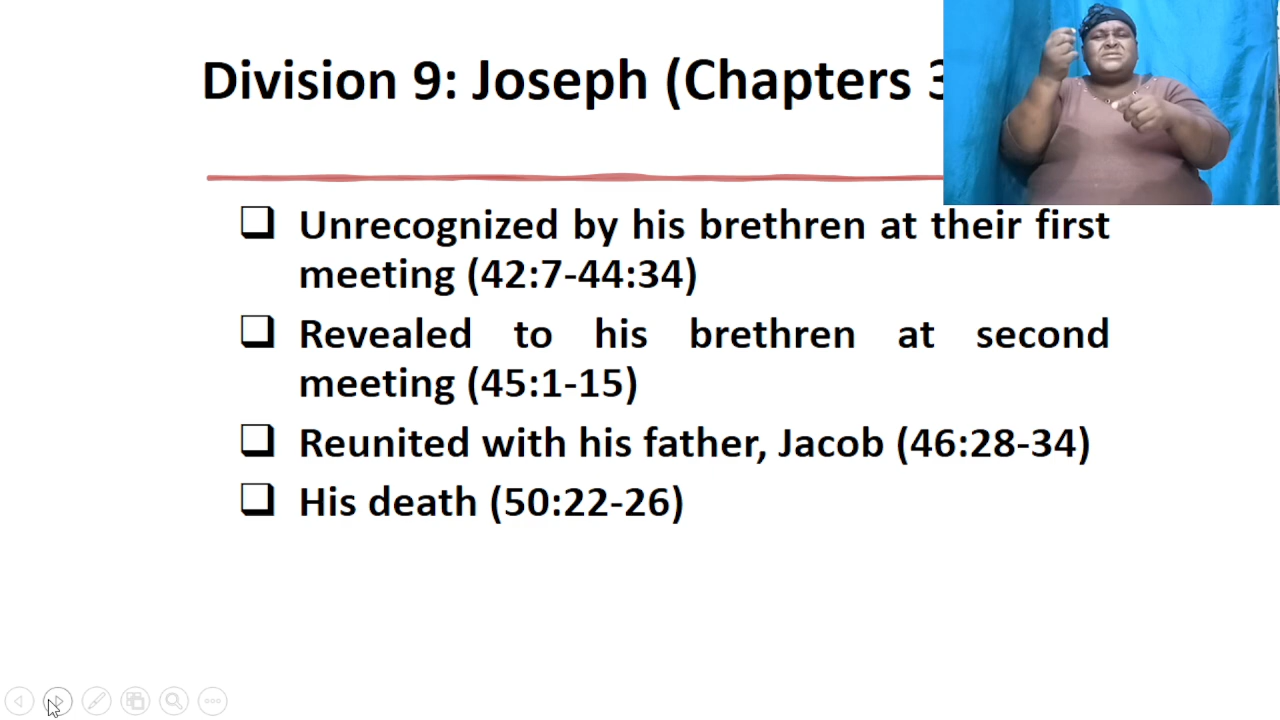 Division 9: Joseph (Chapters 3
Unrecognized by his brethren at their first
meeting (42:7-44:34)
Revealed to his brethren at second
meeting (45:1-15)
Reunited with his father, Jacob (46:28-34)
His death (50:22-26)